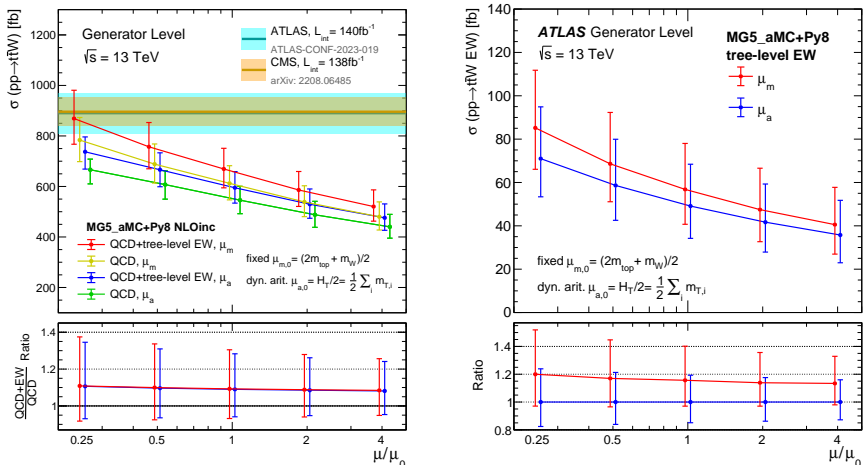 σ (pp→tt̄W) [fb]
1200
1000
800
600
400
200
Generator Level
√s = 13 TeV
ATLAS, L_int = 140fb⁻¹
ATLAS-CONF-2023-019
CMS, L_int = 138fb⁻¹
arXiv: 2208.06485
MG5_aMC+Py8 NLOinc
QCD+tree-level EW, μ_m
QCD, μ_m
QCD+tree-level EW, μ_a
QCD, μ_a
fixed μ_m,0 = (2m_top + m_W)/2
dyn. arit. μ_a,0 = H_T/2= 1/2 ∑_i m_T,i
QCD+EW
QCD
Ratio
1.4
1.2
1
0.25
0.5
1
2
4
μ/μ₀
σ (pp→tt̄W EW) [fb]
140
120
100
80
60
40
20
0
ATLAS Generator Level
√s = 13 TeV
MG5_aMC+Py8
tree-level EW
μ_m
μ_a
fixed μ_m,0 = (2m_top + m_W)/2
dyn. arit. μ_a,0 = H_T/2= 1/2 ∑_i m_T,i
Ratio
1.4
1.2
1
0.8
0.25
0.5
1
2
4
μ/μ₀